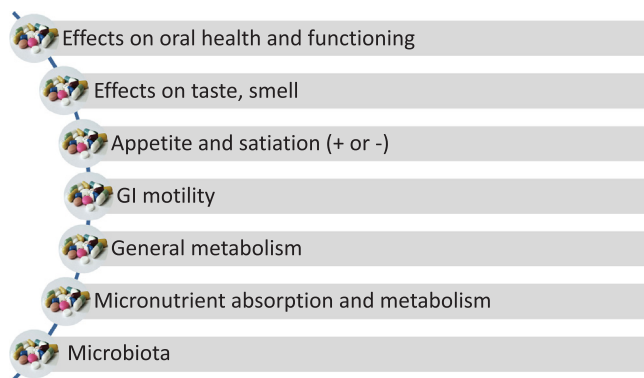 Effects on oral health and functioning
Effects on taste, smell
Appetite and satiation (+ or -)
GI motility
General metabolism
Micronutrient absorption and metabolism
Microbiota